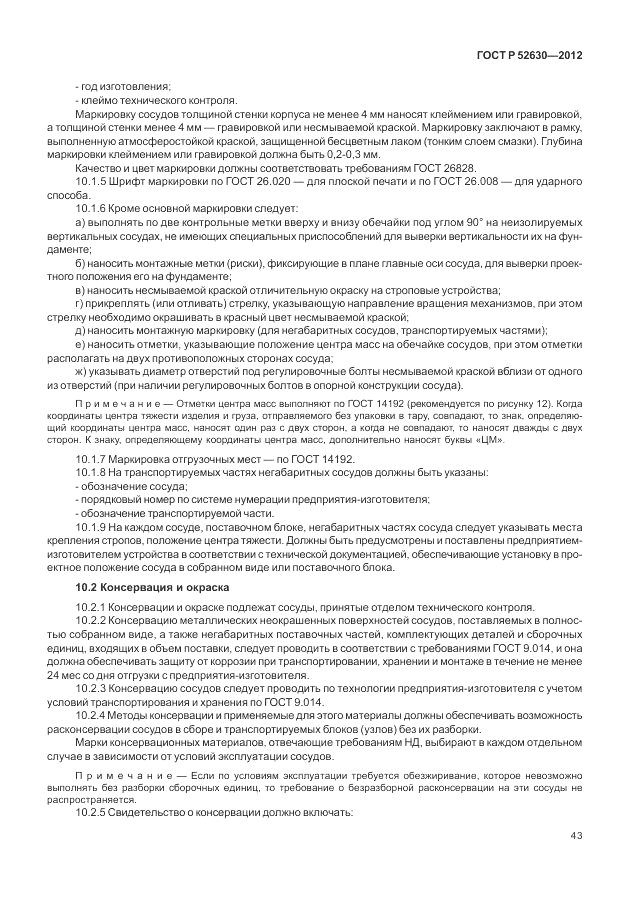 ГОСТ Р 52630—2012
- год изготовления;
- клеймо технического контроля.
Маркировку сосудов толщиной стенки корпуса не менее 4 мм наносят клеймением или гравировкой,
а толщиной стенки менее 4 мм — гравировкой или несмываемой краской. Маркировку заключают в рамку,
выполненную атмосферостойкой краской, защищенной бесцветным лаком (тонким слоем смазки). Глубина
маркировки клеймением или гравировкой должна быть 0,2-0,3 мм.
Качество и цвет маркировки должны соответствовать требованиям ГОСТ 26828.
10.1.5 Шрифт маркировки по ГОСТ 26.020 — для плоской печати и по ГОСТ 26.008 — для ударного
способа.
10.1.6 Кроме основной маркировки следует:
а) выполнять по две контрольные метки вверху и внизу обечайки под углом 90° на неизолируемых
вертикальных сосудах, не имеющих специальных приспособлений для выверки вертикальности их на фун-
даменте;
б) наносить монтажные метки (риски), фиксирующие в плане главные оси сосуда, для выверки проек-
тного положения его на фундаменте;
в) наносить несмываемой краской отличительную окраску на строповые устройства;
г) прикреплять (или отливать) стрелку, указывающую направление вращения механизмов, при этом
стрелку необходимо окрашивать в красный цвет несмываемой краской;
д) наносить монтажную маркировку (для негабаритных сосудов, транспортируемых частями);
е) наносить отметки, указывающие положение центра масс на обечайке сосудов, при этом отметки
располагать на двух противоположных сторонах сосуда;
ж) указывать диаметр отверстий под регулировочные болты несмываемой краской вблизи от одного
из отверстий (при наличии регулировочных болтов в опорной конструкции сосуда).
Примечание — Отметки центра масс выполняют по ГОСТ 14192 (рекомендуется по рисунку 12). Когда
координаты центра тяжести изделия и груза, отправляемого без упаковки в тару, совпадают, то знак, определяю-
щий координаты центра масс, наносят один раз с двух сторон, а когда не совпадают, то наносят дважды с двух
сторон. К знаку, определяющему координаты центра масс, дополнительно наносят буквы «ЦМ».
10.1.7 Маркировка отгрузочных мест — по ГОСТ 14192.
10.1.8 На транспортируемых частях негабаритных сосудов должны быть указаны:
- обозначение сосуда;
- порядковый номер по системе нумерации предприятия-изготовителя;
- обозначение транспортируемой части.
10.1.9 На каждом сосуде, поставочном блоке, негабаритных частях сосуда следует указывать места
крепления стропов, положение центра тяжести. Должны быть предусмотрены и поставлены предприятием-
изготовителем устройства в соответствии с технической документацией, обеспечивающие установку в про-
ектное положение сосуда в собранном виде или поставочного блока.
10.2 Консервация и окраска
10.2.1 Консервации и окраске подлежат сосуды, принятые отделом технического контроля.
10.2.2 Консервацию металлических неокрашенных поверхностей сосудов, поставляемых в полнос-
тью собранном виде, а также негабаритных поставочных частей, комплектующих деталей и сборочных
единиц, входящих в объем поставки, следует проводить в соответствии с требованиями ГОСТ 9.014, и она
должна обеспечивать защиту от коррозии при транспортировании, хранении и монтаже в течение не менее
24 мес со дня отгрузки с предприятия-изготовителя.
10.2.3 Консервацию сосудов следует проводить по технологии предприятия-изготовителя с учетом
условий транспортирования и хранения по ГОСТ 9.014.
10.2.4 Методы консервации и применяемые для этого материалы должны обеспечивать возможность
расконсервации сосудов в сборе и транспортируемых блоков (узлов) без их разборки.
Марки консервационных материалов, отвечающие требованиям НД, выбирают в каждом отдельном
случае в зависимости от условий эксплуатации сосудов.
Примечание — Если по условиям эксплуатации требуется обезжиривание, которое невозможно
выполнять без разборки сборочных единиц, то требование о безразборной расконсервации на эти сосуды не
распространяется.
10.2.5 Свидетельство о консервации должно включать:
43